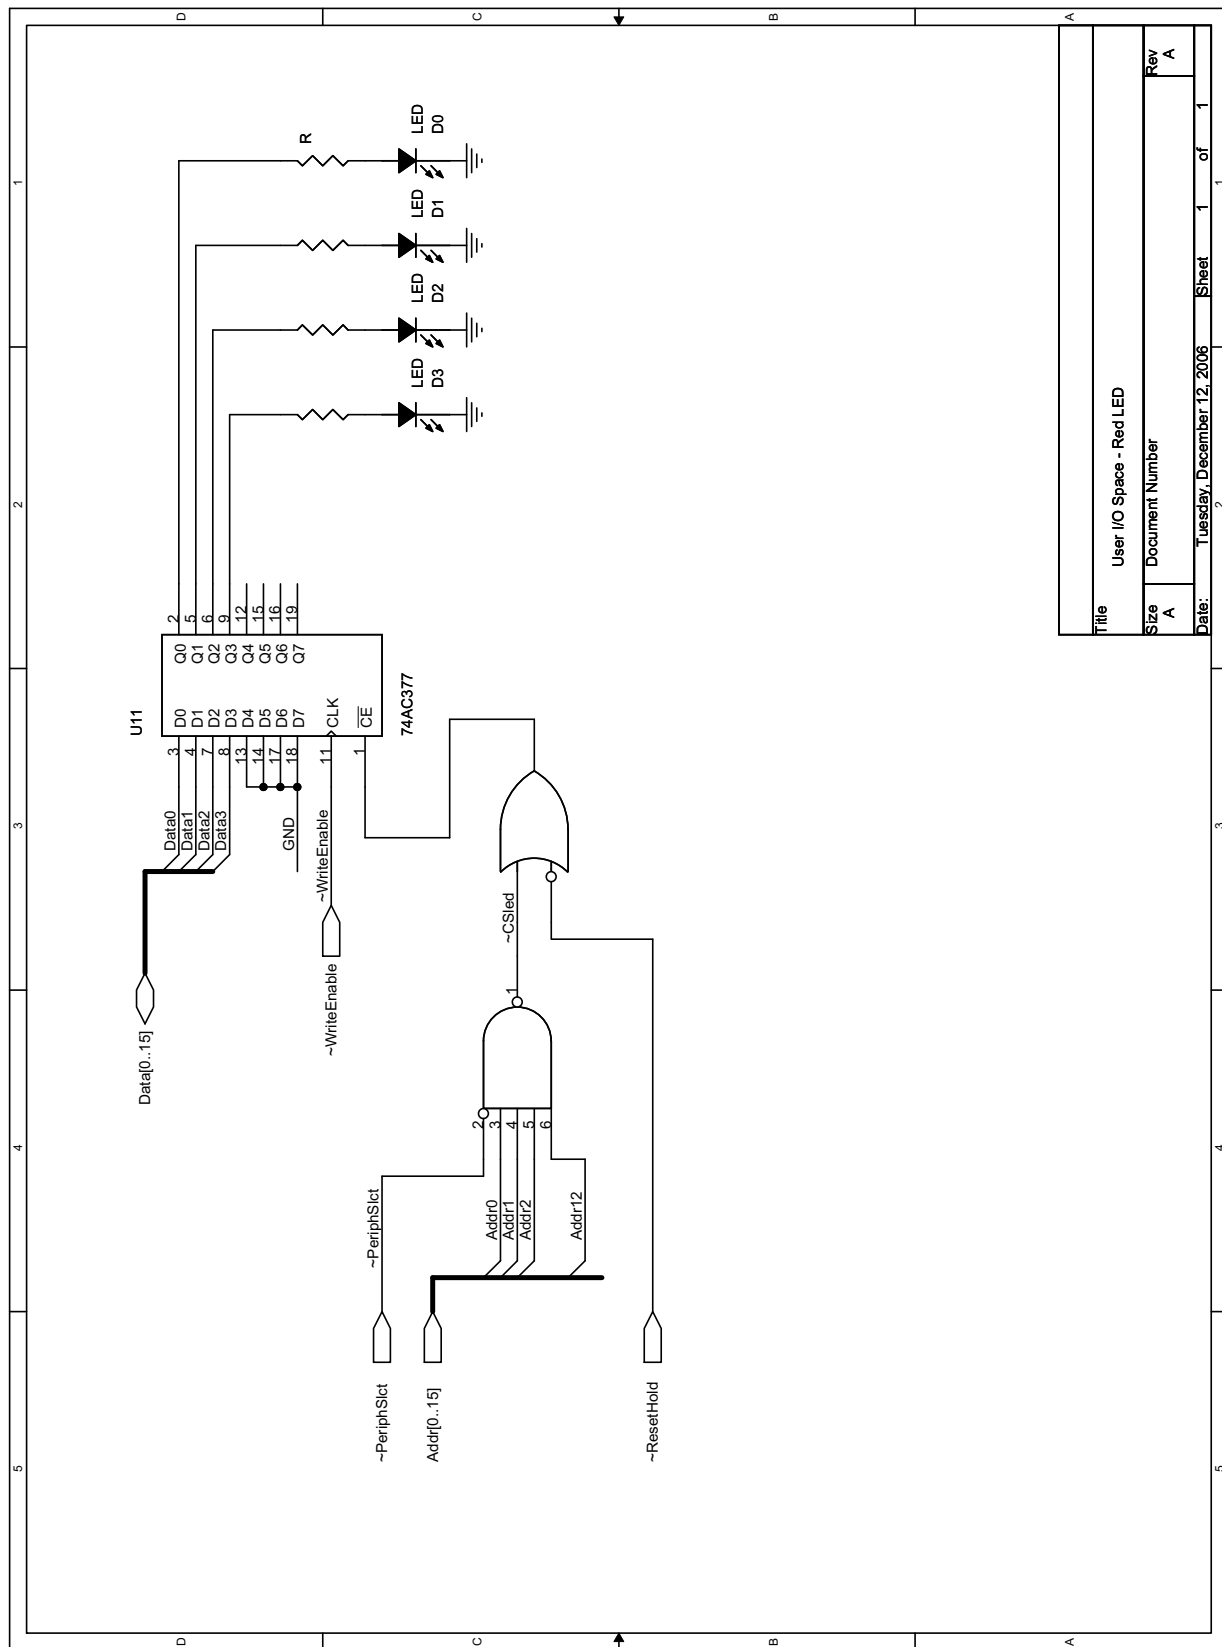 5
4
3
2
1
D
C
B
A
Data[0..15]
Data0
Data1
Data2
Data3
U11
3
4
7
8
13
14
17
18
11
1
D0
D1
D2
D3
D4
D5
D6
D7
CLK
CE
Q0
Q1
Q2
Q3
Q4
Q5
Q6
Q7
2
5
6
9
12
15
16
19
74AC377
GND
~WriteEnable
~WriteEnable
R
LED
D3
LED
D2
LED
D1
LED
D0
~PeriphSlct
~PeriphSlct
Addr[0..15]
Addr0
Addr1
Addr2
Addr12
2
3
4
5
6
1
~CSled
~ResetHold
Title
User I/O Space - Red LED
Size
A
Document Number
Rev
A
Date:
Tuesday, December 12, 2006
Sheet
1
of
1
5
4
3
2
1
D
C
B
A